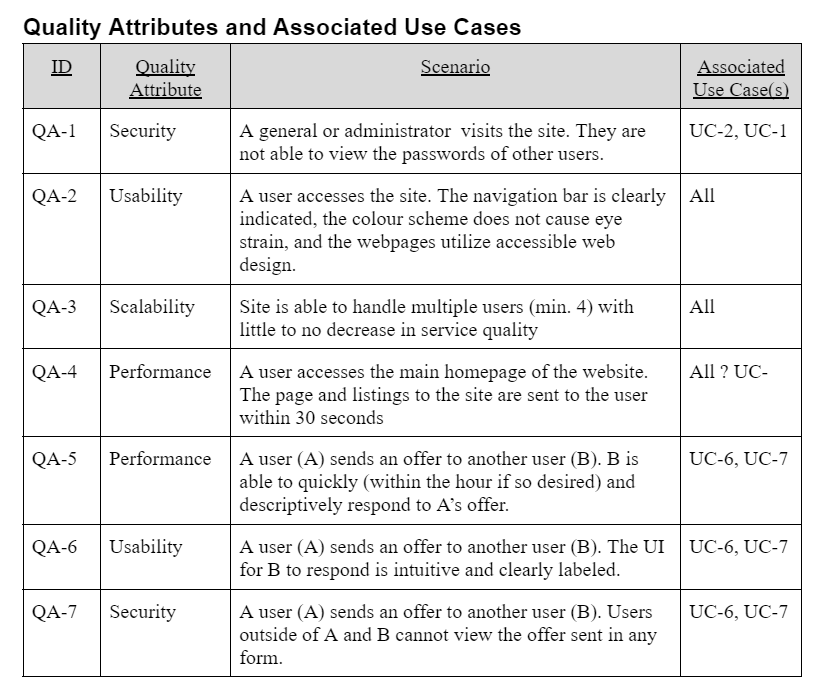 Quality Attributes and Associated Use Cases
ID
Quality
Attribute
Scenario
Associated
Use Case(s)
QA-1
Security
A general or administrator  visits the site. They are
not able to view the passwords of other users.
UC-2, UC-1
QA-2
Usability
A user accesses the site. The navigation bar is clearly
indicated, the colour scheme does not cause eye
strain, and the webpages utilize accessible web
design.
All
QA-3
Scalability
Site is able to handle multiple users (min. 4) with
little to no decrease in service quality
All
QA-4
Performance
A user accesses the main homepage of the website.
The page and listings to the site are sent to the user
within 30 seconds
All ? UC-
QA-5
Performance
A user (A) sends an offer to another user (B). B is
able to quickly (within the hour if so desired) and
descriptively respond to A’s offer.
UC-6, UC-7
QA-6
Usability
A user (A) sends an offer to another user (B). The UI
for B to respond is intuitive and clearly labeled.
UC-6, UC-7
QA-7
Security
A user (A) sends an offer to another user (B). Users
outside of A and B cannot view the offer sent in any
form.
UC-6, UC-7